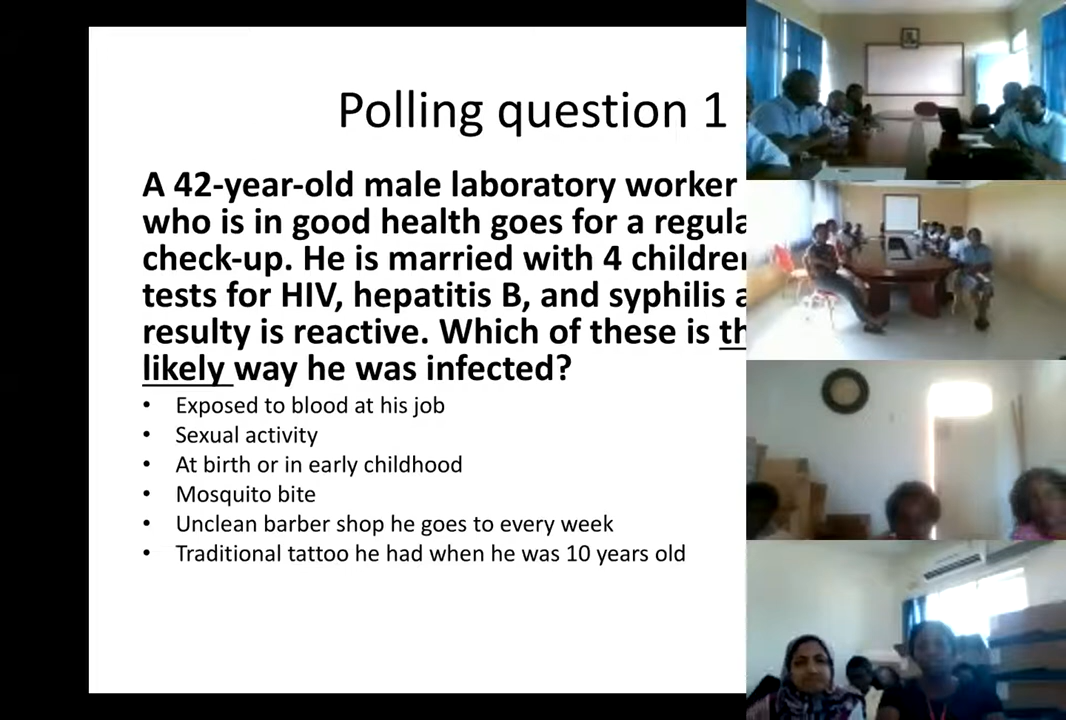 Polling question 1
A 42-year-old male laboratory worker
who is in good health goes for a
check-up. He is married with 4
tests for HIV, hepatitis B, and syphilis
resulty is reactive. Which of these is
likely way he was infected?
• Exposed to blood at his job
• Sexual activity
• At birth or in early childhood
• Mosquito bite
• Unclean barber shop he goes to every week
• Traditional tattoo he had when he was 10 years old